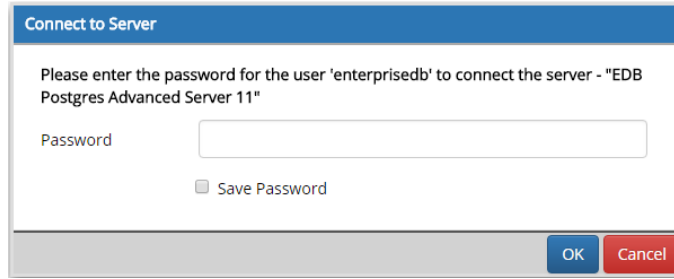 Connect to Server
Please enter the password for the user 'enterprisedb' to connect the server - "EDB
Postgres Advanced Server 11"
Password
Save Password
OK Cancel